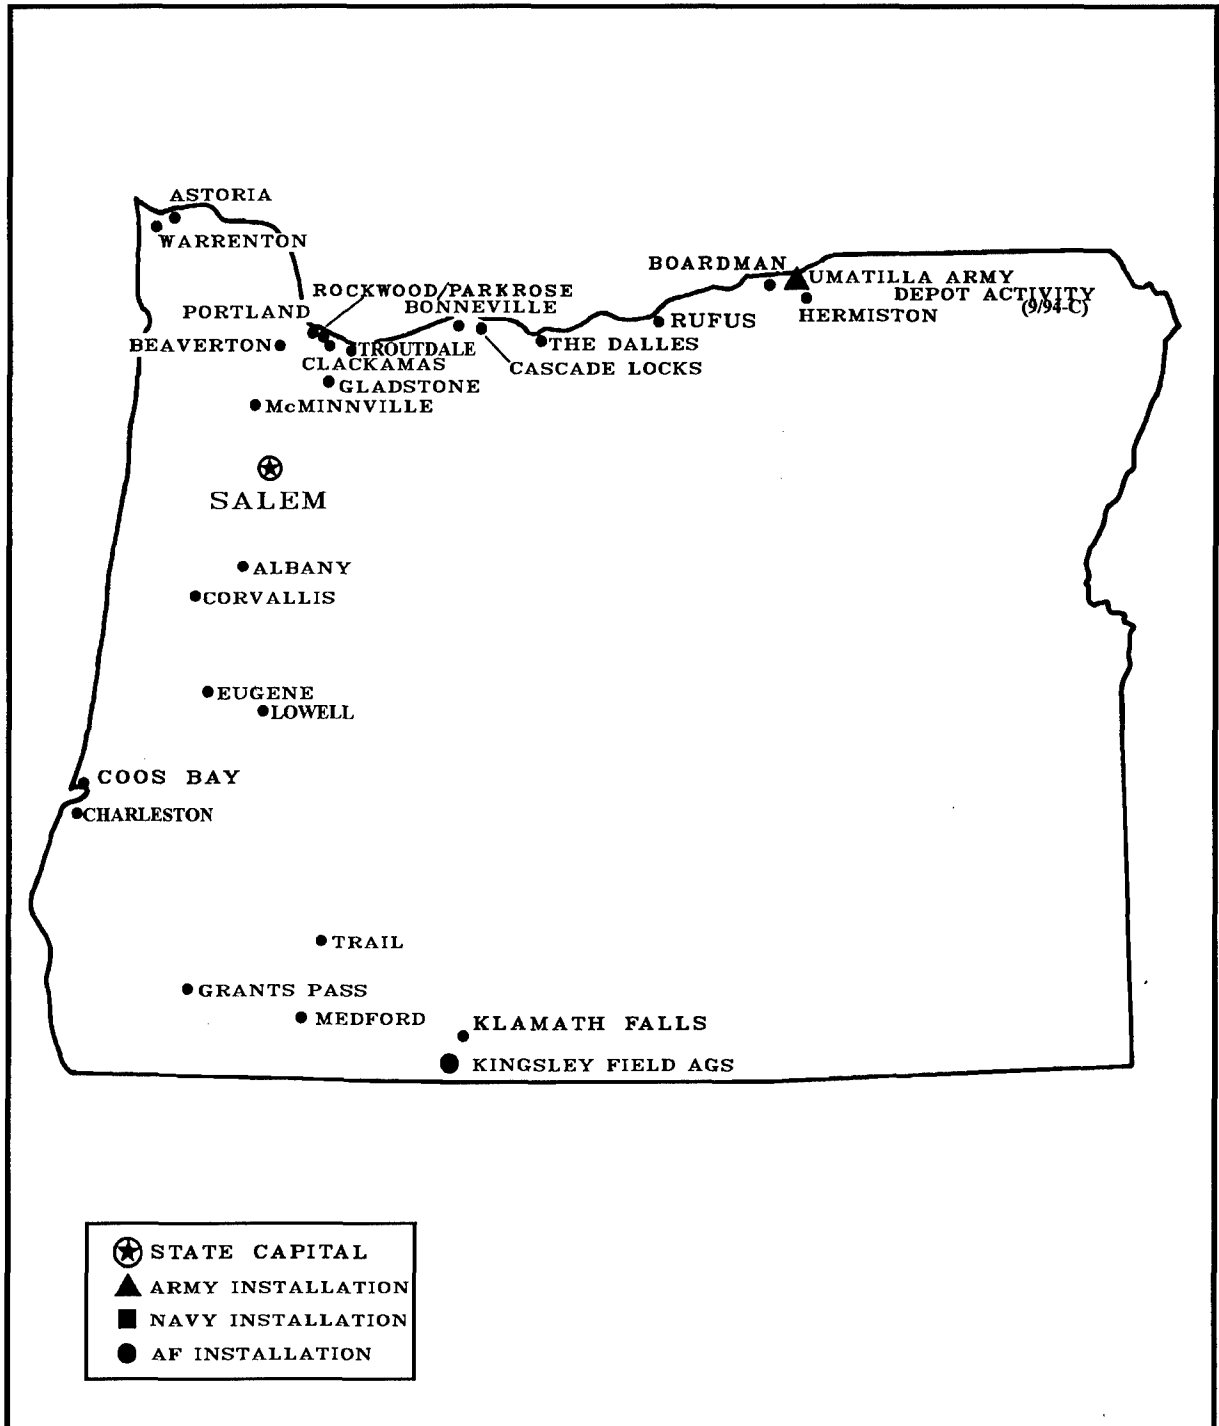 ASTORIA
WARRENTON
BOARDMAN
UMATILLA ARMY
DEPOT ACTIVITY
(9/94-C)
HERMISTON
ROCKWOOD/PARKROSE
BONNEVILLE
PORTLAND
RUFUS
BEAVERTON
TROUTDALE
THE DALLES
CLACKAMAS
CASCADE LOCKS
GLADSTONE
McMINNVILLE
SALEM
ALBANY
CORVALLIS
EUGENE
LOWELL
COOS BAY
CHARLESTON
TRAIL
GRANTS PASS
MEDFORD
KLAMATH FALLS
KINGSLEY FIELD AGS
STATE CAPITAL
ARMY INSTALLATION
NAVY INSTALLATION
AF INSTALLATION